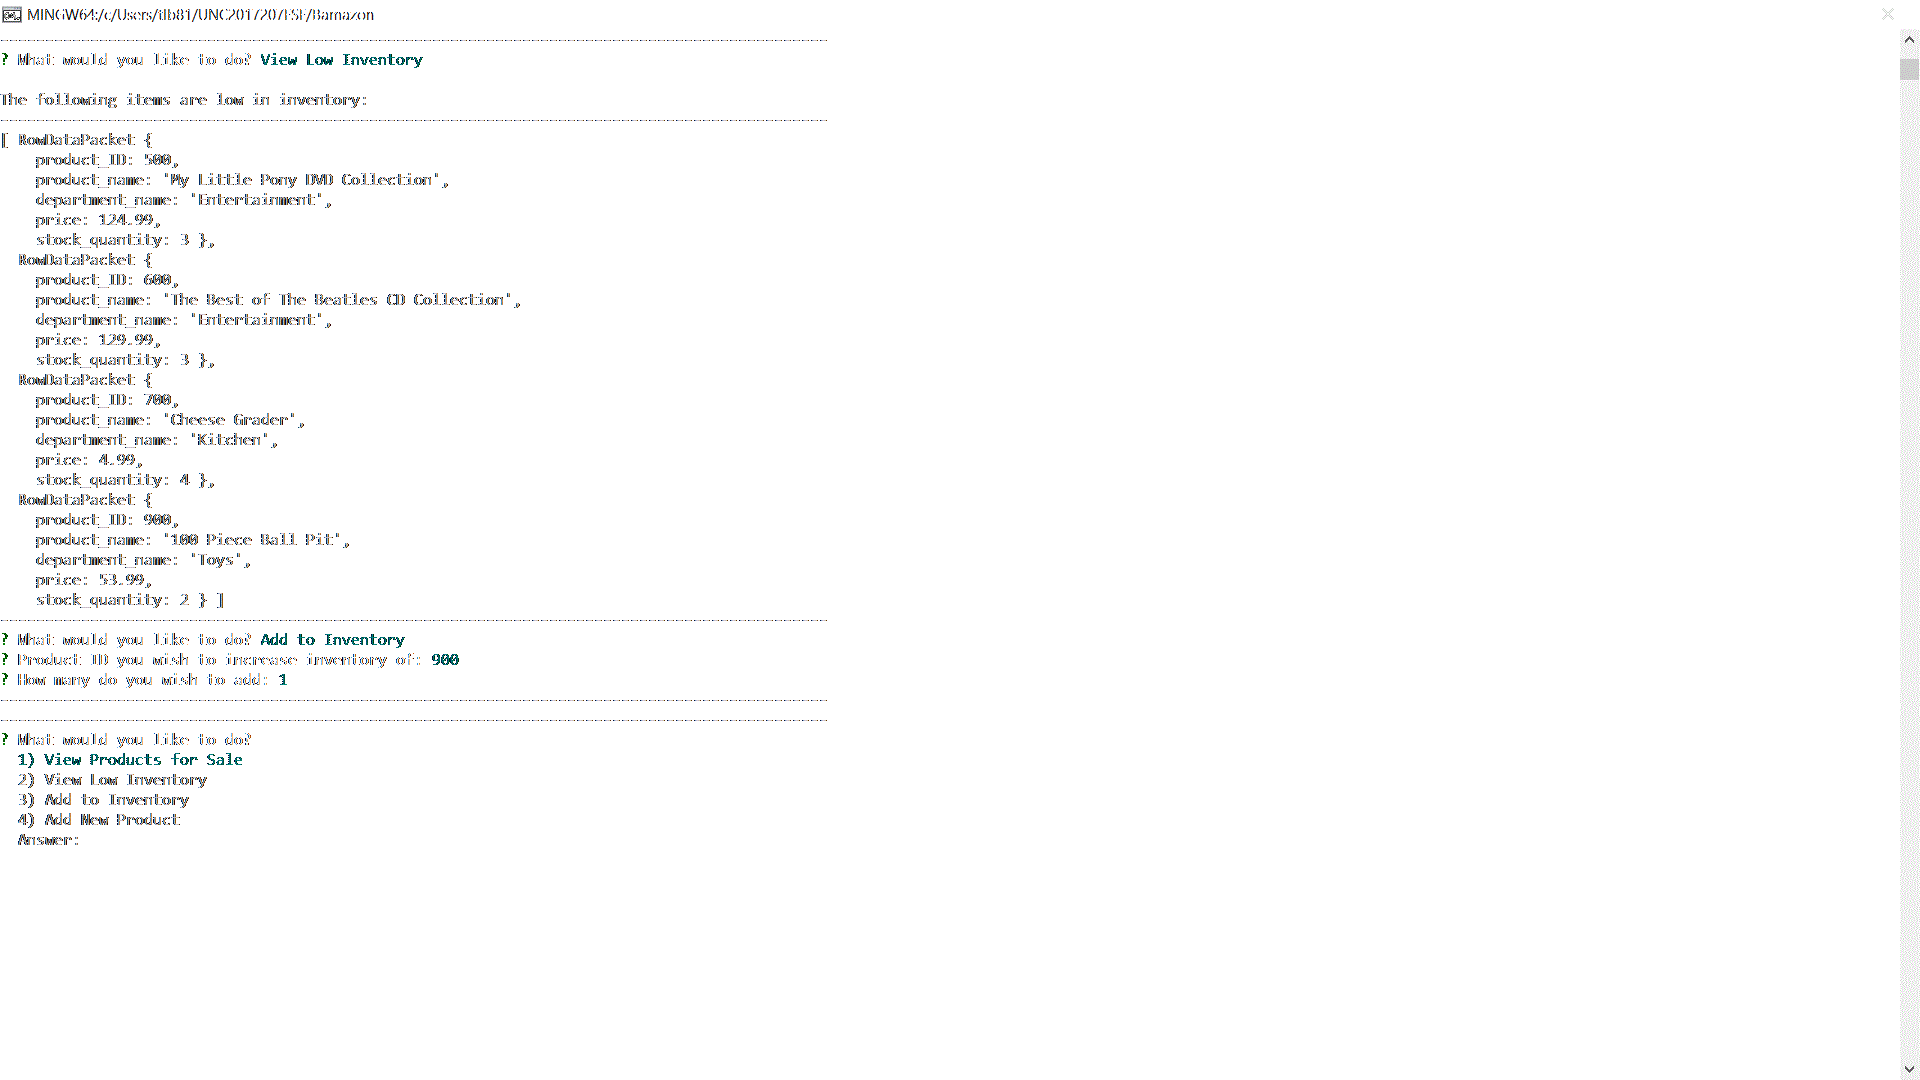 MINGW64:/c/Users/tlb81/UNC2017207FSF/Bamazon
? What would you like to do? View Low Inventory
The following items are low in inventory:
[ RowDataPacket {
product_ID: 500,
product_name: 'My Little Pony DVD Collection',
department_name: 'Entertainment',
price: 124.99,
stock_quantity: 3 },
RowDataPacket {
product_ID: 600,
product_name: 'The Best of The Beatles CD Collection',
department_name: 'Entertainment',
price: 129.99,
stock_quantity: 3 },
RowDataPacket {
product_ID: 700,
product_name: 'Cheese Grader',
department_name: 'Kitchen',
price: 4.99,
stock_quantity: 4 },
RowDataPacket {
product_ID: 900,
product_name: '100 Piece Ball Pit',
department_name: 'Toys',
price: 53.99,
stock_quantity: 2 } ]
? What would you like to do? Add to Inventory
? Product ID you wish to increase inventory of: 900
? How many do you wish to add: 1
? What would you like to do?
1) View Products for Sale
2) View Low Inventory
3) Add to Inventory
4) Add New Product
Answer: